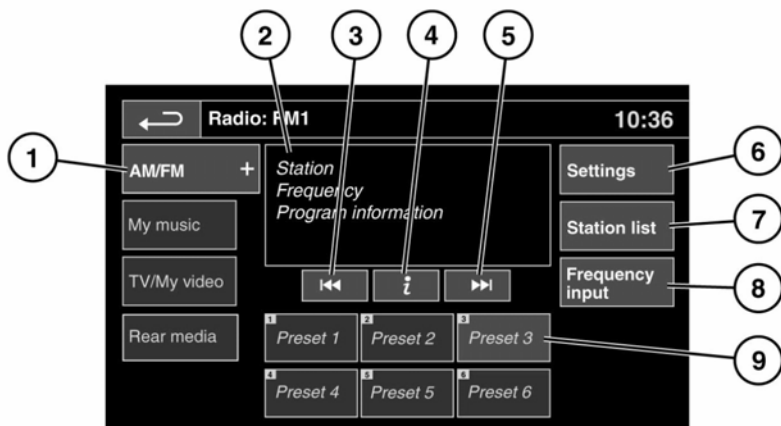 2
3
4
5
Radio: FM1 10:36
1
AM/FM +
Station
Frequency
Program information
Settings
6
My music
Station list
7
TV/My video
i
Frequency
input
8
Rear media
1 Preset 1
2 Preset 2
3 Preset 3
9
4 Preset 4
5 Preset 5
6 Preset 6